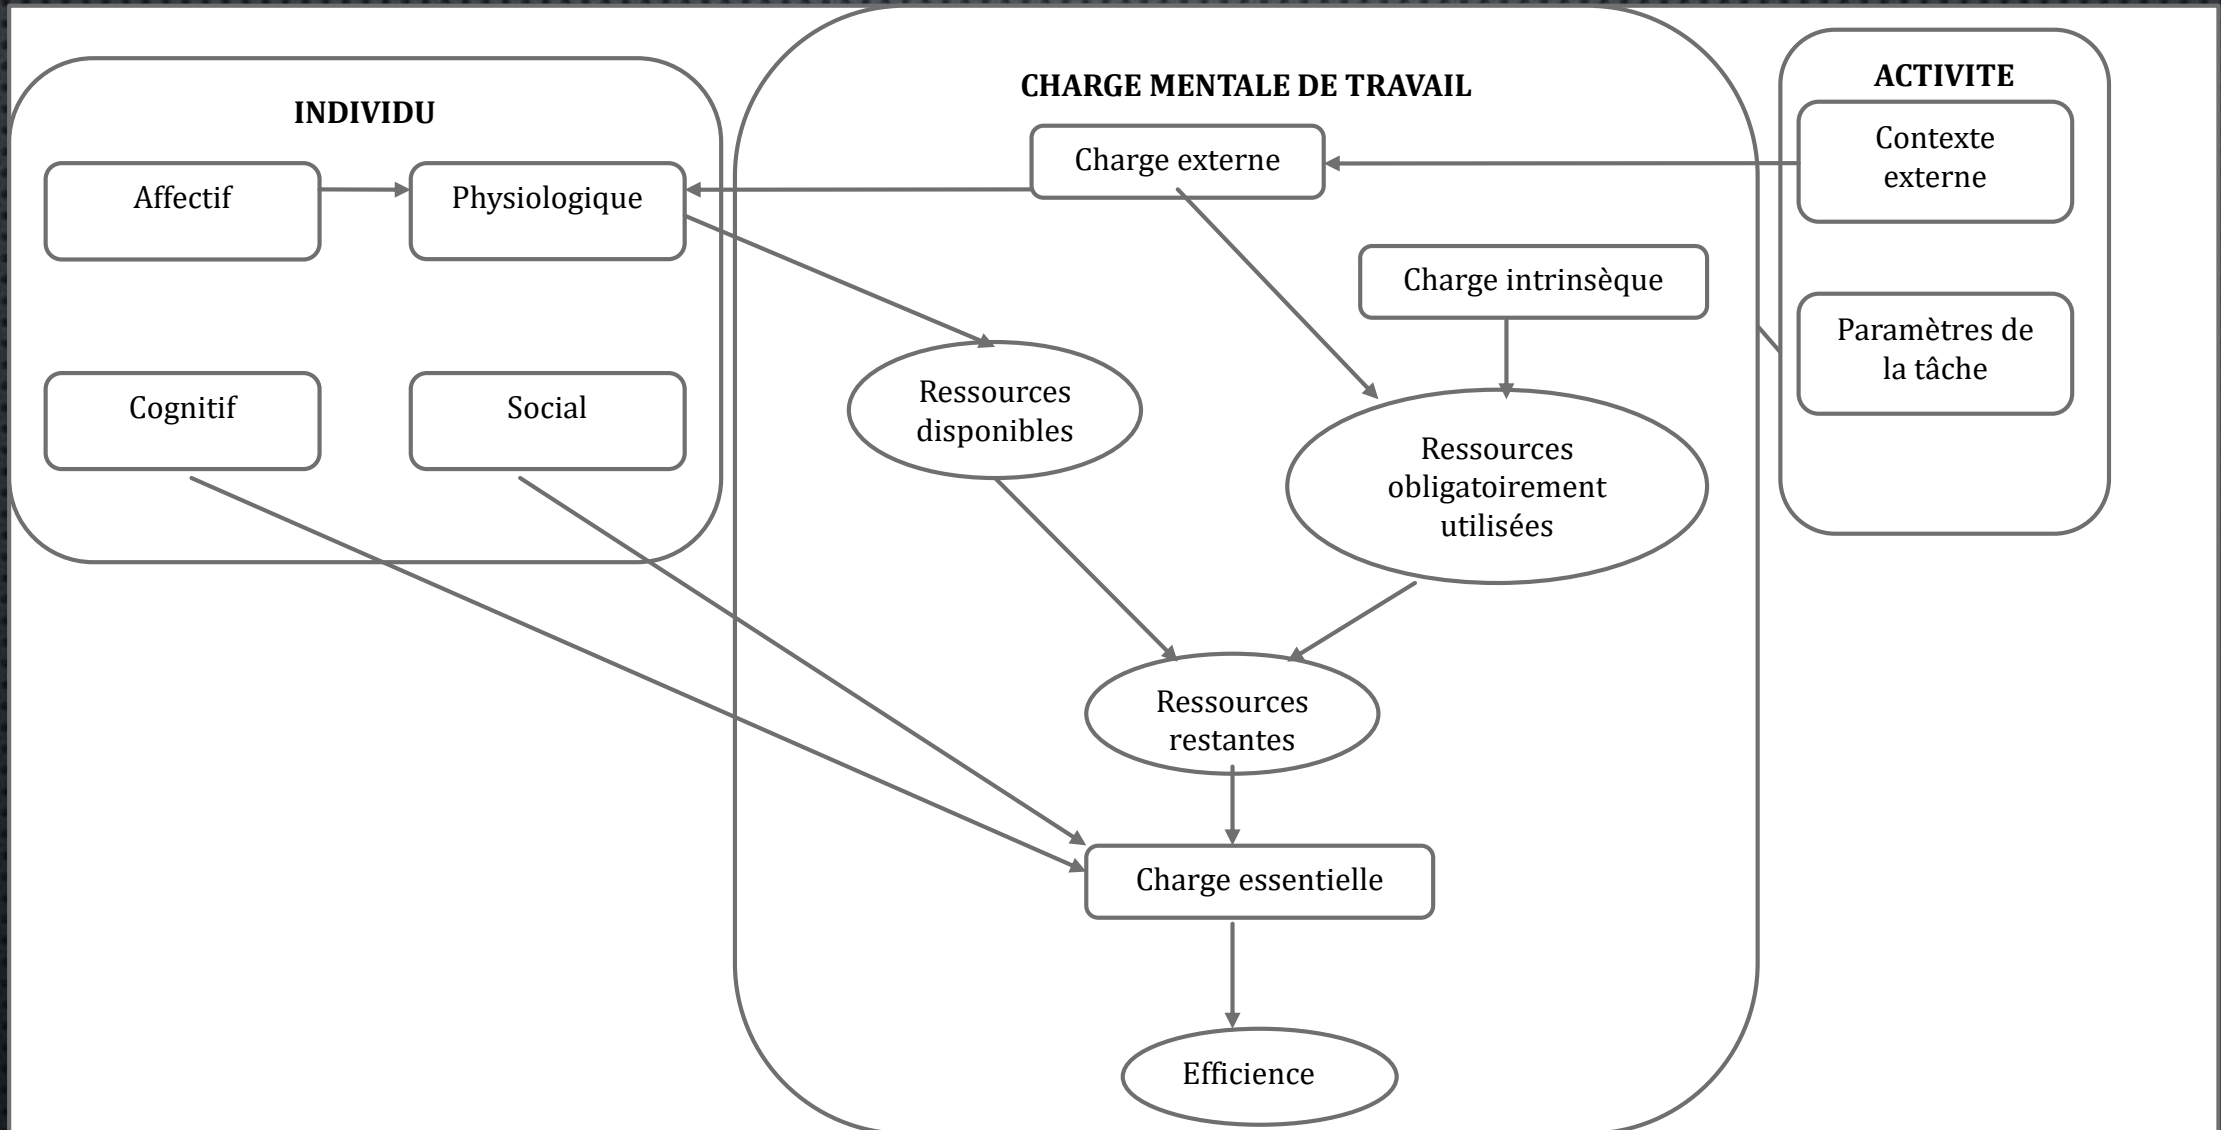 INDIVIDU
Affectif
Physiologique
Cognitif
Social
CHARGE MENTALE DE TRAVAIL
Charge externe
Charge intrinsèque
Ressources
disponibles
Ressources
obligatoirement
utilisées
Ressources
restantes
Charge essentielle
Efficience
ACTIVITE
Contexte
externe
Paramètres de
la tâche